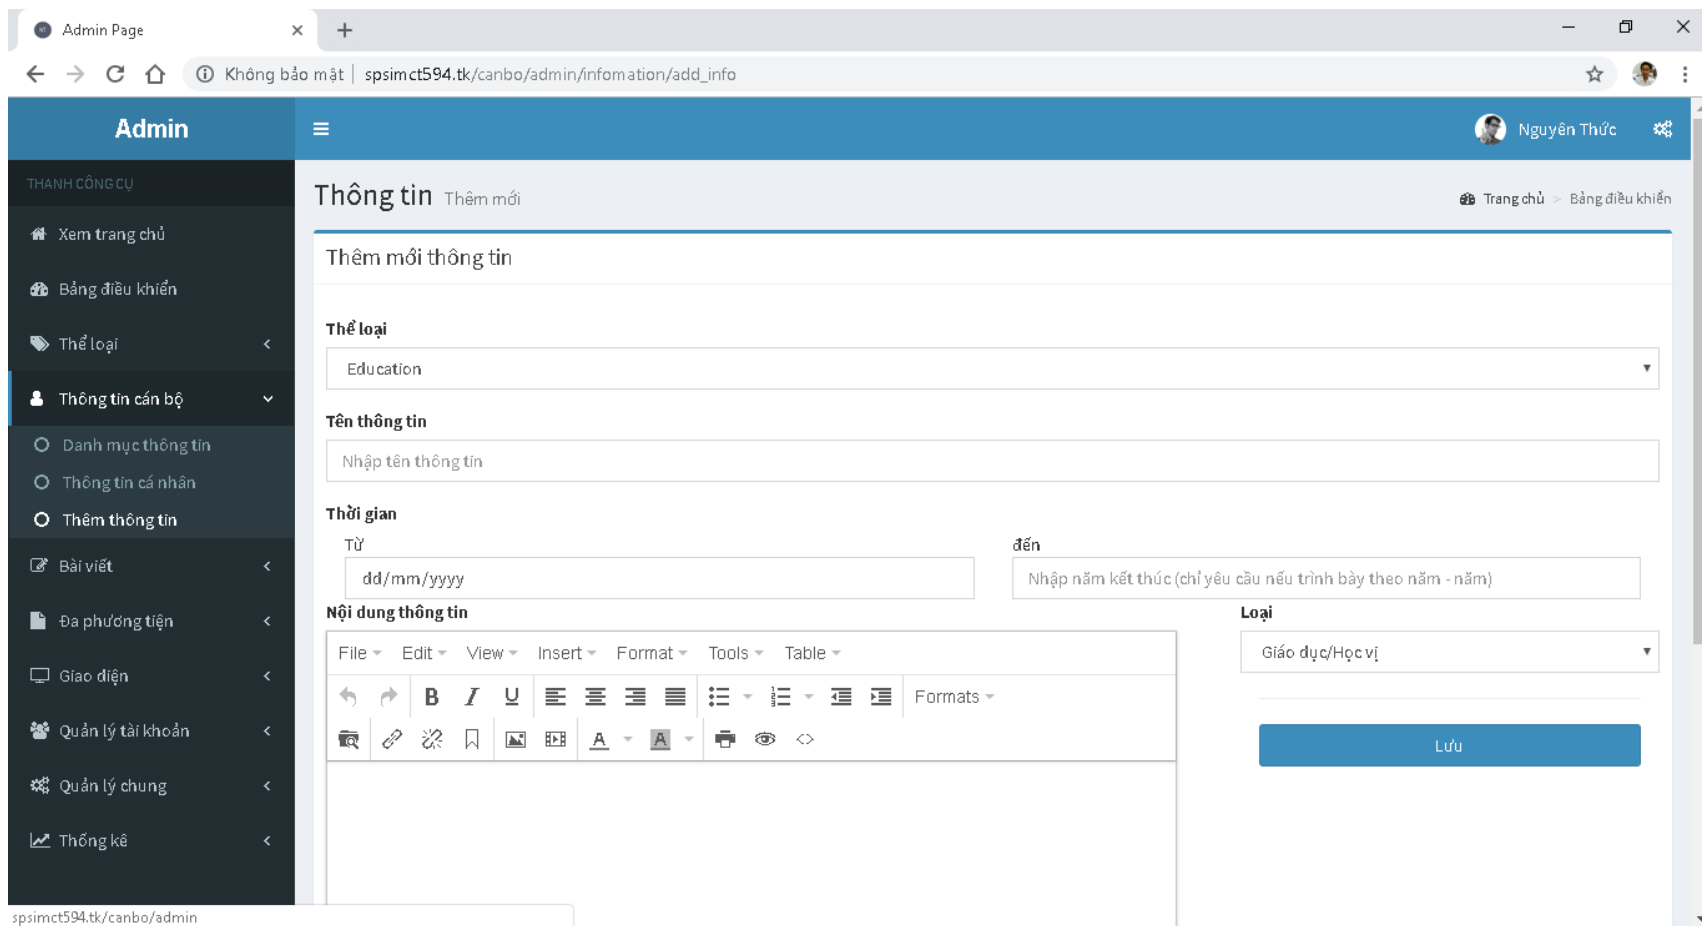 Admin Page
Không bảo mật | spsimct594.tk/canbo/admin/infomation/add_info
Admin
Nguyên Thức
THANH CÔNG CỤ
Thông tin Thêm mới
Trang chủ > Bảng điều khiển
Xem trang chủ
Bảng điều khiển
Thể loại
Thông tin cán bộ
Danh mục thông tin
Thông tin cá nhân
Thêm thông tin
Bài viết
Đa phương tiện
Giao diện
Quản lý tài khoản
Quản lý chung
Thống kê
Thêm mới thông tin
Thể loại
Education
Tên thông tin
Nhập tên thông tin
Thời gian
Từ
đến
dd/mm/yyyy
Nhập năm kết thúc (chỉ yêu cầu nếu trình bày theo năm - năm)
Nội dung thông tin
Loại
File Edit View Insert Format Tools Table
Giáo dục/Học vị
B I U Formats
A A
Lưu
spsimct594.tk/canbo/admin